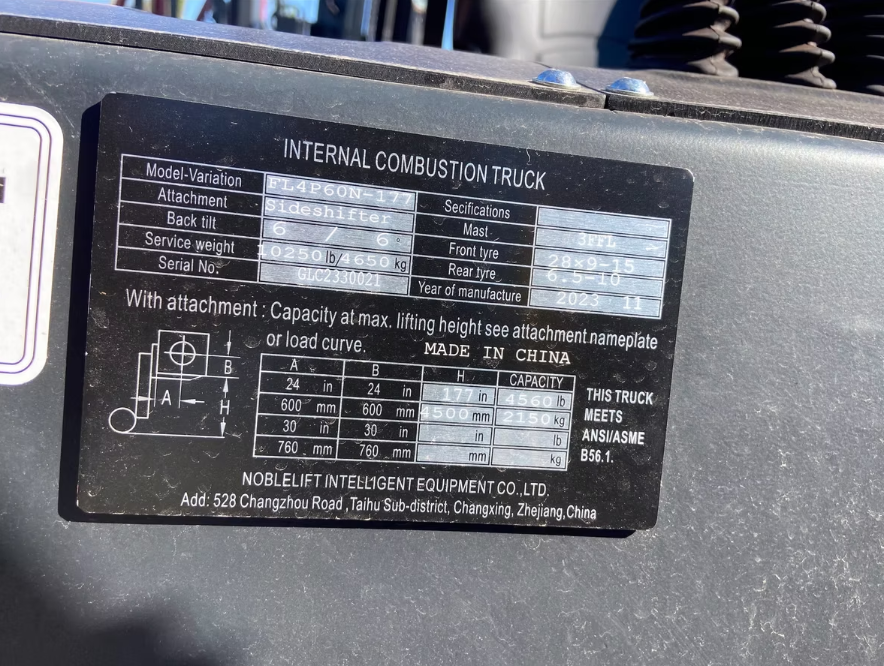 INTERNAL COMBUSTION TRUCK
Model-Variation FL4P60N-177 Secifications
Attachment Sideshifter Mast 3FFL
Back tilt 6 / 6° Front tyre 28×9-15
Service weight 10250 lb/4650 kg Rear tyre 6.5-10
Serial No. GLC2330021 Year of manufacture 2023 11
With attachment : Capacity at max. lifting height see attachment nameplate
or load curve. MADE IN CHINA
A B H CAPACITY
24 in 24 in 177 in 4560 lb
600 mm 600 mm 4500 mm 2150 kg
30 in 30 in in lb
760 mm 760 mm mm kg
A B H
THIS TRUCK
MEETS
ANSI/ASME
B56.1.
NOBLELIFT INTELLIGENT EQUIPMENT CO.,LTD.
Add: 528 Changzhou Road ,Taihu Sub-district, Changxing, Zhejiang,China